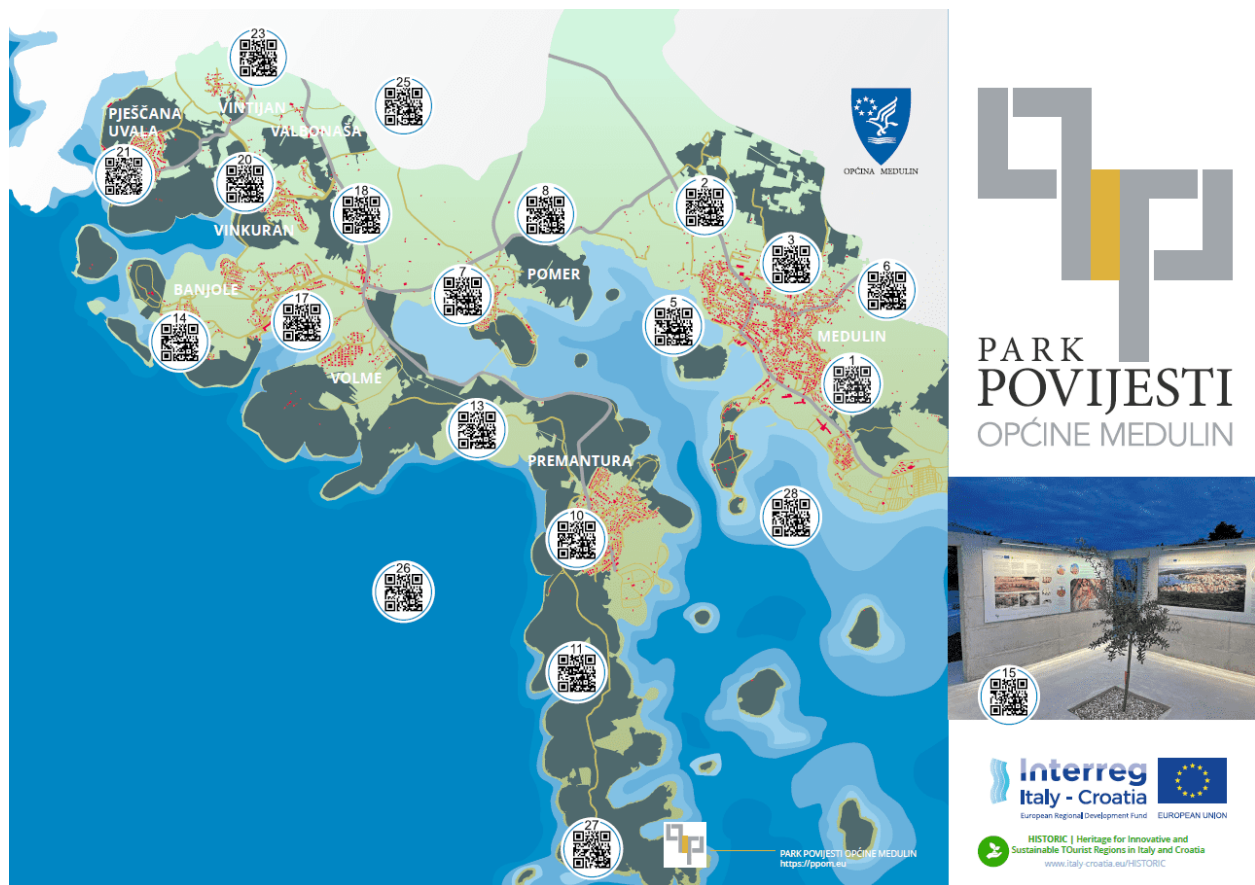 23
25
PJEŠČANA
UVALA
VINTIJAN
VALBONAŠA
21
20
18
8
2
VINKURAN
3
6
7
POMER
5
BANJOLE
17
14
MEDULIN
VOLME
1
13
PREMANTURA
28
10
26
11
27
PARK POVIJESTI OPĆINE MEDULIN
https://ppom.eu
OPĆINA MEDULIN
PARK
POVIJESTI
OPĆINE MEDULIN
15
Interreg
Italy - Croatia
European Regional Development Fund
EUROPEAN UNION
HISTORIC | Heritage for Innovative and
Sustainable TOurist Regions in Italy and Croatia
www.italy-croatia.eu/HISTORIC